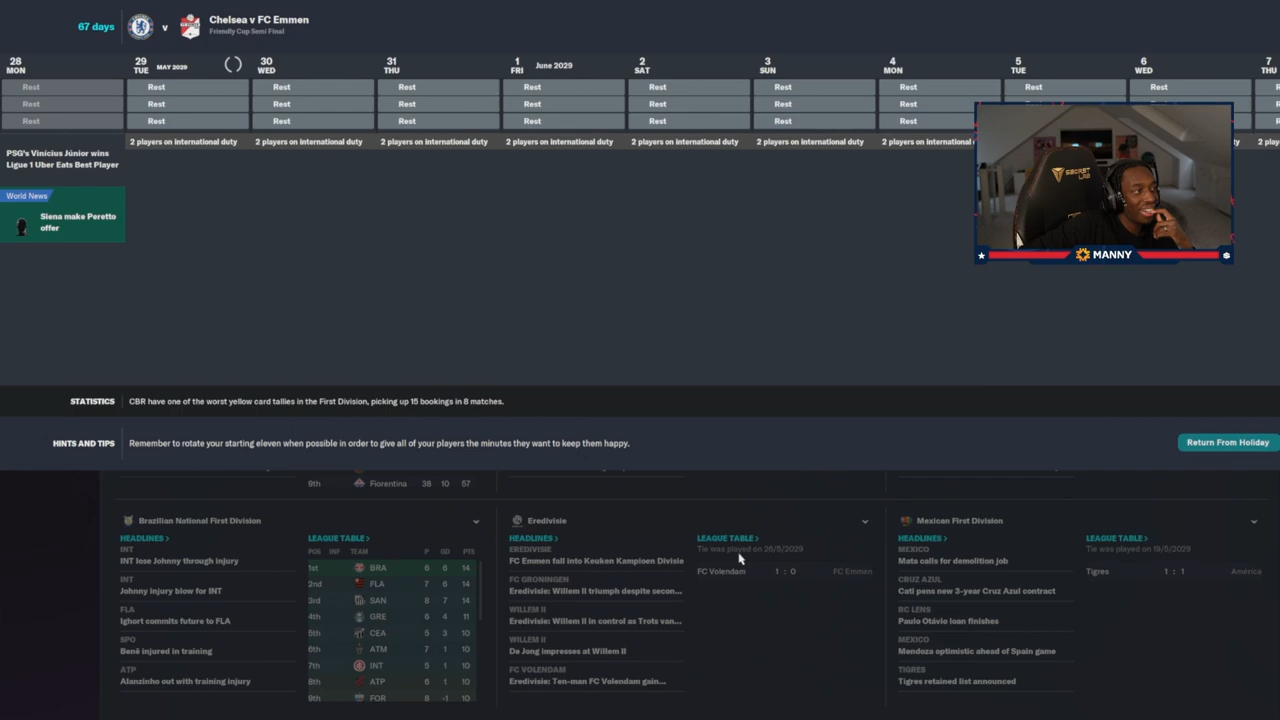 67 days
Chelsea v FC Emmen
v
Friendly Cup Semi Final
28 MON
29 TUE MAY 2029
30 WED
31 THU
1 FRI June 2029
2 SAT
3 SUN
4 MON
5 TUE
6 WED
7 THU
Rest Rest Rest Rest Rest Rest Rest Rest Rest Rest
Rest Rest Rest Rest Rest Rest Rest Rest Rest
Rest Rest Rest Rest Rest Rest Rest Rest
2 players on international duty 2 players on international duty 2 players on international duty 2 players on international duty 2 players on international duty 2 players on international duty 2 players on international
PSG's Vinícius Júnior wins
Ligue 1 Uber Eats Best Player
World News
Siena make Peretto
offer
SECRETLAB
MANNY
STATISTICS CBR have one of the worst yellow card tallies in the First Division, picking up 15 bookings in 8 matches.
HINTS AND TIPS Remember to rotate your starting eleven when possible in order to give all of your players the minutes they want to keep them happy.
Return From Holiday
9th Fiorentina 38 10 57
Brazilian National First Division
HEADLINES >
INT
INT lose Johnny through injury
INT
Johnny injury blow for INT
FLA
Ighort commits future to FLA
SPO
Benê injured in training
ATP
Alanzinho out with training injury
LEAGUE TABLE >
POS INF TEAM P GD PTS
1st BRA 6 6 14
2nd FLA 7 6 14
3rd SAN 8 7 14
4th GRE 6 4 11
5th CEA 5 3 10
6th ATM 7 1 10
7th INT 5 1 10
8th ATP 6 1 10
9th FOR 8 -1 10
Eredivisie
HEADLINES >
EREDIVISIE
FC Emmen fall into Keuken Kampioen Divisie
FC GRONINGEN
Eredivisie: Willem II triumph despite secon...
WILLEM II
Eredivisie: Willem II in control as Trots van...
WILLEM II
De Jong impresses at Willem II
FC VOLENDAM
Eredivisie: Ten-man FC Volendam gain...
LEAGUE TABLE >
Tie was played on 26/5/2029
FC Volendam 1 : 0 FC Emmen
Mexican First Division
HEADLINES >
MEXICO
Mata calls for demolition job
CRUZ AZUL
Cati pens new 3-year Cruz Azul contract
RC LENS
Paulo Otávio loan finishes
MEXICO
Mendoza optimistic ahead of Spain game
TIGRES
Tigres retained list announced
LEAGUE TABLE >
Tie was played on 19/5/2029
Tigres 1 : 1 América